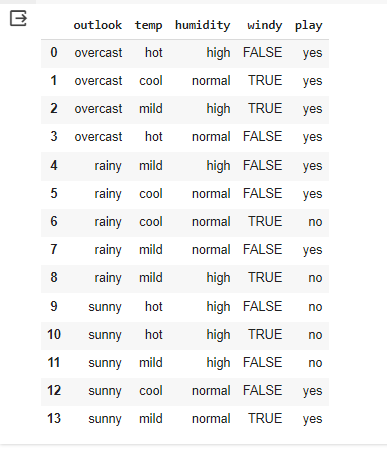 outlook temp humidity windy play
0 overcast hot high FALSE yes
1 overcast cool normal TRUE yes
2 overcast mild high TRUE yes
3 overcast hot normal FALSE yes
4 rainy mild high FALSE yes
5 rainy cool normal FALSE yes
6 rainy cool normal TRUE no
7 rainy mild normal FALSE yes
8 rainy mild high TRUE no
9 sunny hot high FALSE no
10 sunny hot high TRUE no
11 sunny mild high FALSE no
12 sunny cool normal FALSE yes
13 sunny mild normal TRUE yes